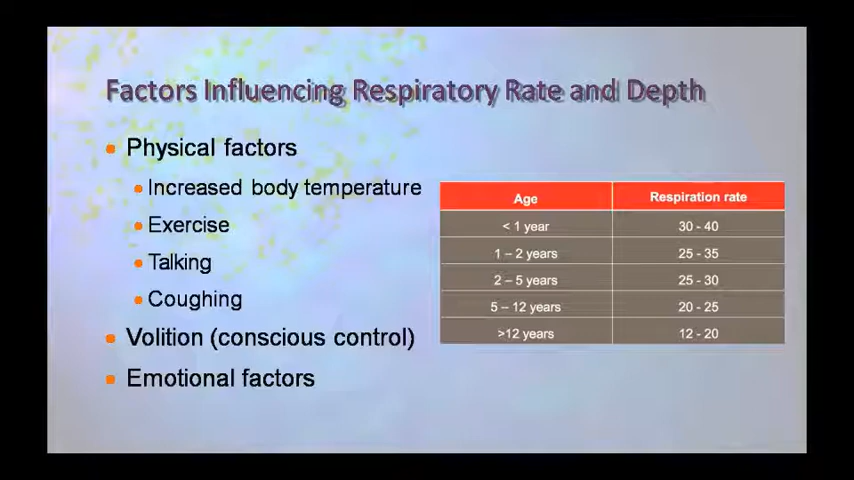 Factors Influencing Respiratory Rate and Depth
• Physical factors
• Increased body temperature
• Exercise
• Talking
• Coughing
• Volition (conscious control)
• Emotional factors
Age Respiration rate
< 1 year 30 - 40
1 – 2 years 25 - 35
2 – 5 years 25 - 30
5 – 12 years 20 - 25
>12 years 12 - 20